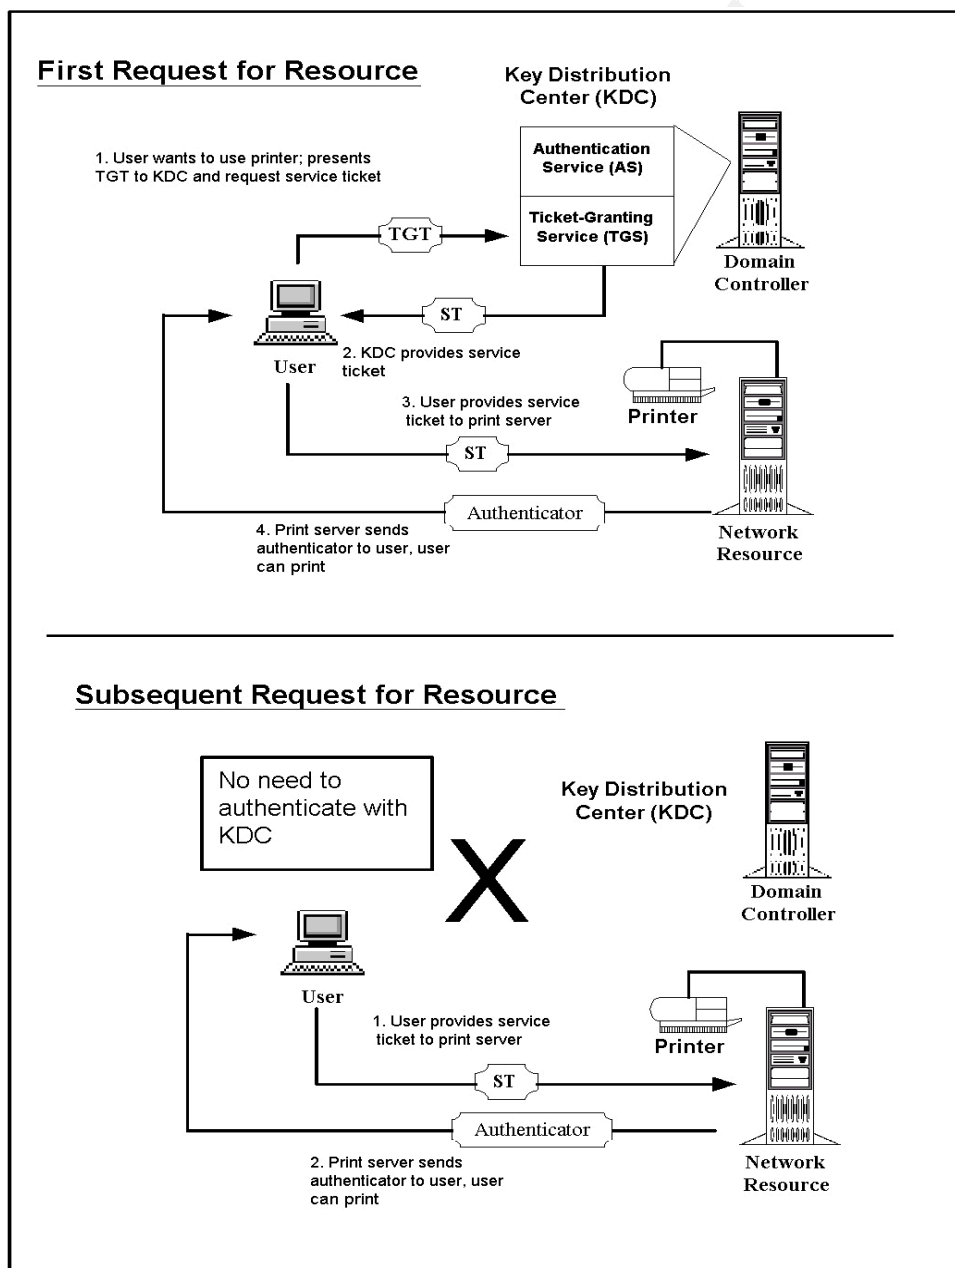 First Request for Resource
Key Distribution
Center (KDC)
1. User wants to use printer; presents
TGT to KDC and request service ticket
Authentication
Service (AS)
Ticket-Granting
Service (TGS)
TGT
Domain
Controller
ST
User
2. KDC provides service
ticket
3. User provides service
ticket to print server
Printer
ST
Authenticator
4. Print server sends
authenticator to user, user
can print
Network
Resource
Subsequent Request for Resource
No need to
authenticate with
KDC
Key Distribution
Center (KDC)
X
Domain
Controller
User
1. User provides service
ticket to print server
Printer
ST
Authenticator
2. Print server sends
authenticator to user, user
can print
Network
Resource